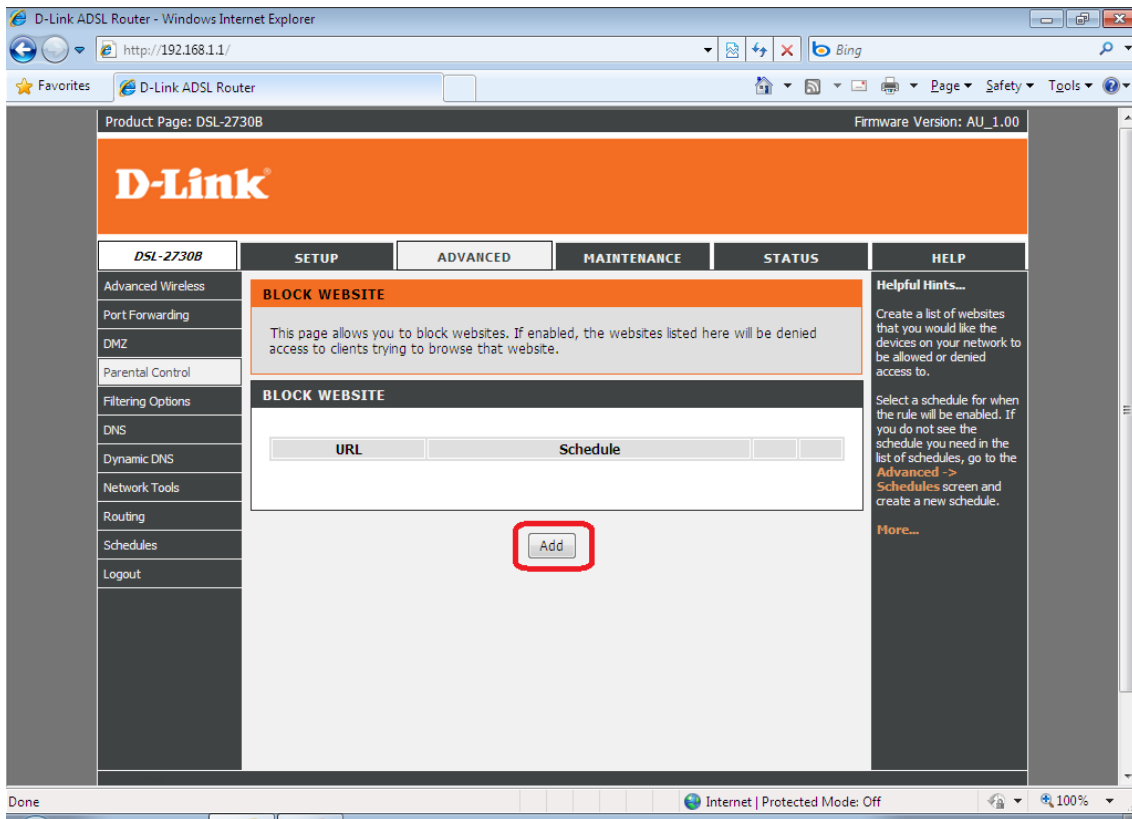 D-Link ADSL Router - Windows Internet Explorer
http://192.168.1.1/
Bing
Favorites
D-Link ADSL Router
Page
Safety
Tools
Product Page: DSL-2730B
Firmware Version: AU_1.00
D-Link
DSL-2730B
SETUP
ADVANCED
MAINTENANCE
STATUS
HELP
Advanced Wireless
Port Forwarding
DMZ
Parental Control
Filtering Options
DNS
Dynamic DNS
Network Tools
Routing
Schedules
Logout
BLOCK WEBSITE
This page allows you to block websites. If enabled, the websites listed here will be denied
access to clients trying to browse that website.
BLOCK WEBSITE
URL
Schedule
Add
Helpful Hints...
Create a list of websites
that you would like the
devices on your network to
be allowed or denied
access to.
Select a schedule for when
the rule will be enabled. If
you do not see the
schedule you need in the
list of schedules, go to the
Advanced ->
Schedules screen and
create a new schedule.
More...
Done
Internet | Protected Mode: Off
100%